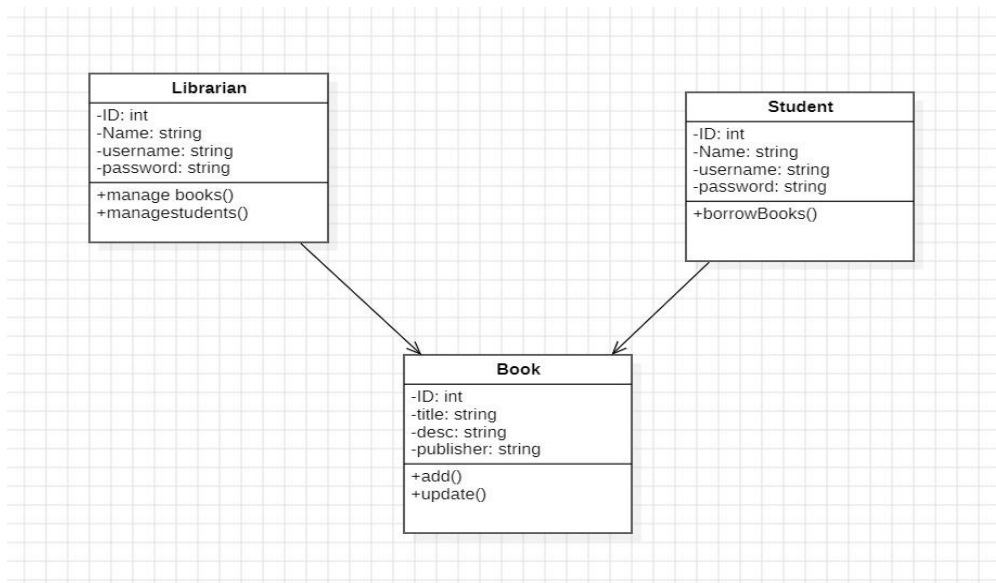 Librarian
-ID: int
-Name: string
-username: string
-password: string
+manage books()
+managestudents()
Student
-ID: int
-Name: string
-username: string
-password: string
+borrowBooks()
Book
-ID: int
-title: string
-desc: string
-publisher: string
+add()
+update()